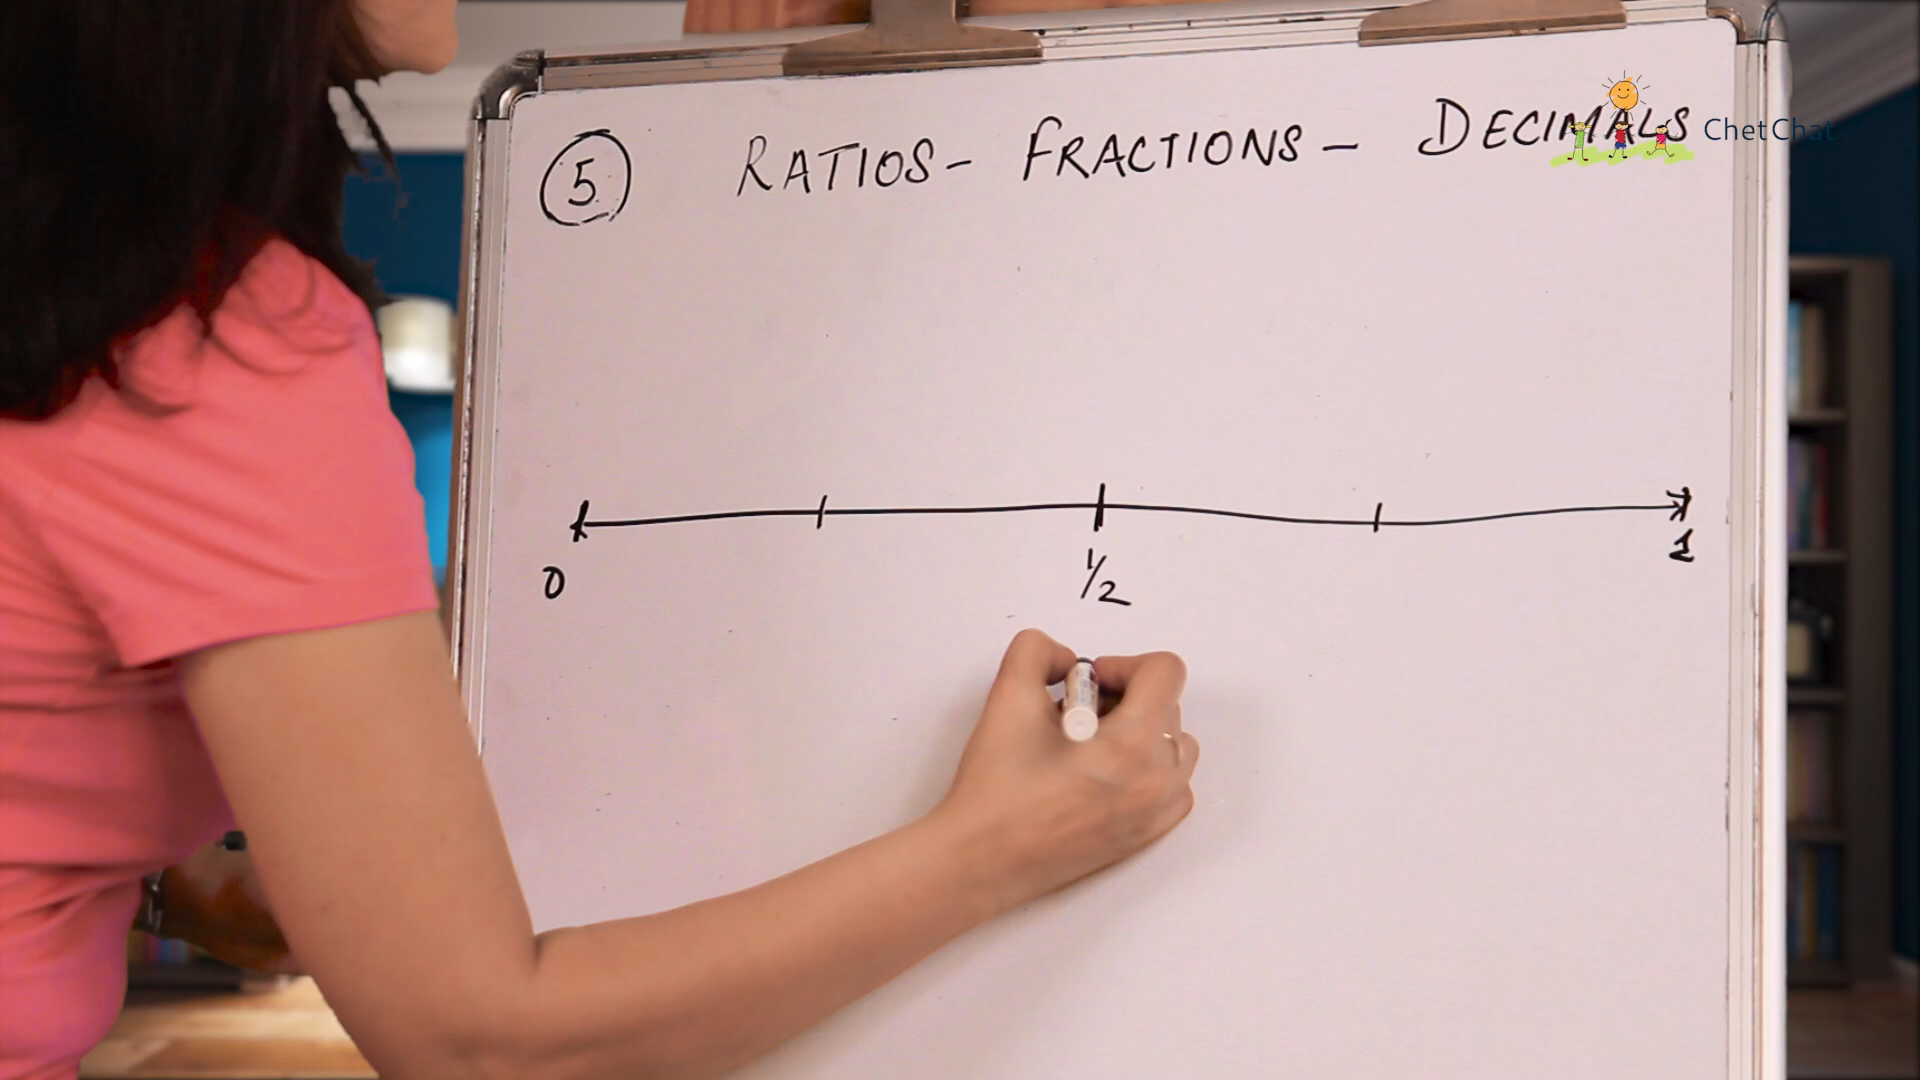 5 RATIOS - FRACTIONS - DECIMALS
ChetChat
0 1/2 1